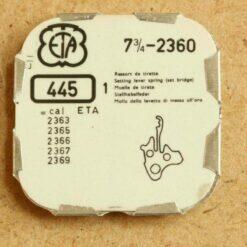 ETA
7¾-2360
445
1
Ressort de tirette
Setting lever spring (set bridge)
Muelle de tirete
Stellhebelfeder
Molla della levetta di messa all'ora
cal ETA
2363
2365
2366
2367
2369